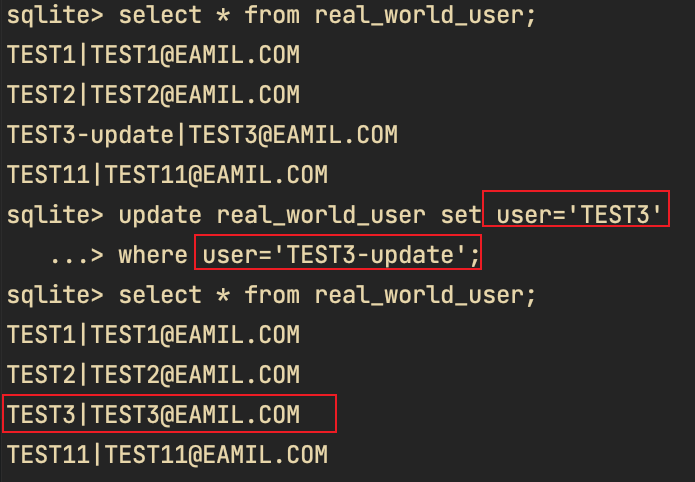 sqlite> select * from real_world_user;
TEST1|TEST1@EAMIL.COM
TEST2|TEST2@EAMIL.COM
TEST3-update|TEST3@EAMIL.COM
TEST11|TEST11@EAMIL.COM
sqlite> update real_world_user set user='TEST3'
   ...> where user='TEST3-update';
sqlite> select * from real_world_user;
TEST1|TEST1@EAMIL.COM
TEST2|TEST2@EAMIL.COM
TEST3|TEST3@EAMIL.COM
TEST11|TEST11@EAMIL.COM